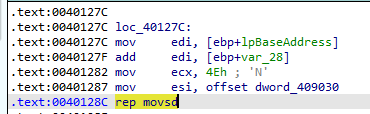 .text:0040127C
.text:0040127C loc_40127C:
.text:0040127C mov edi, [ebp+lpBaseAddress]
.text:0040127F add edi, [ebp+var_28]
.text:00401282 mov ecx, 4Eh ; 'N'
.text:00401287 mov esi, offset dword_409030
.text:0040128C rep movsd